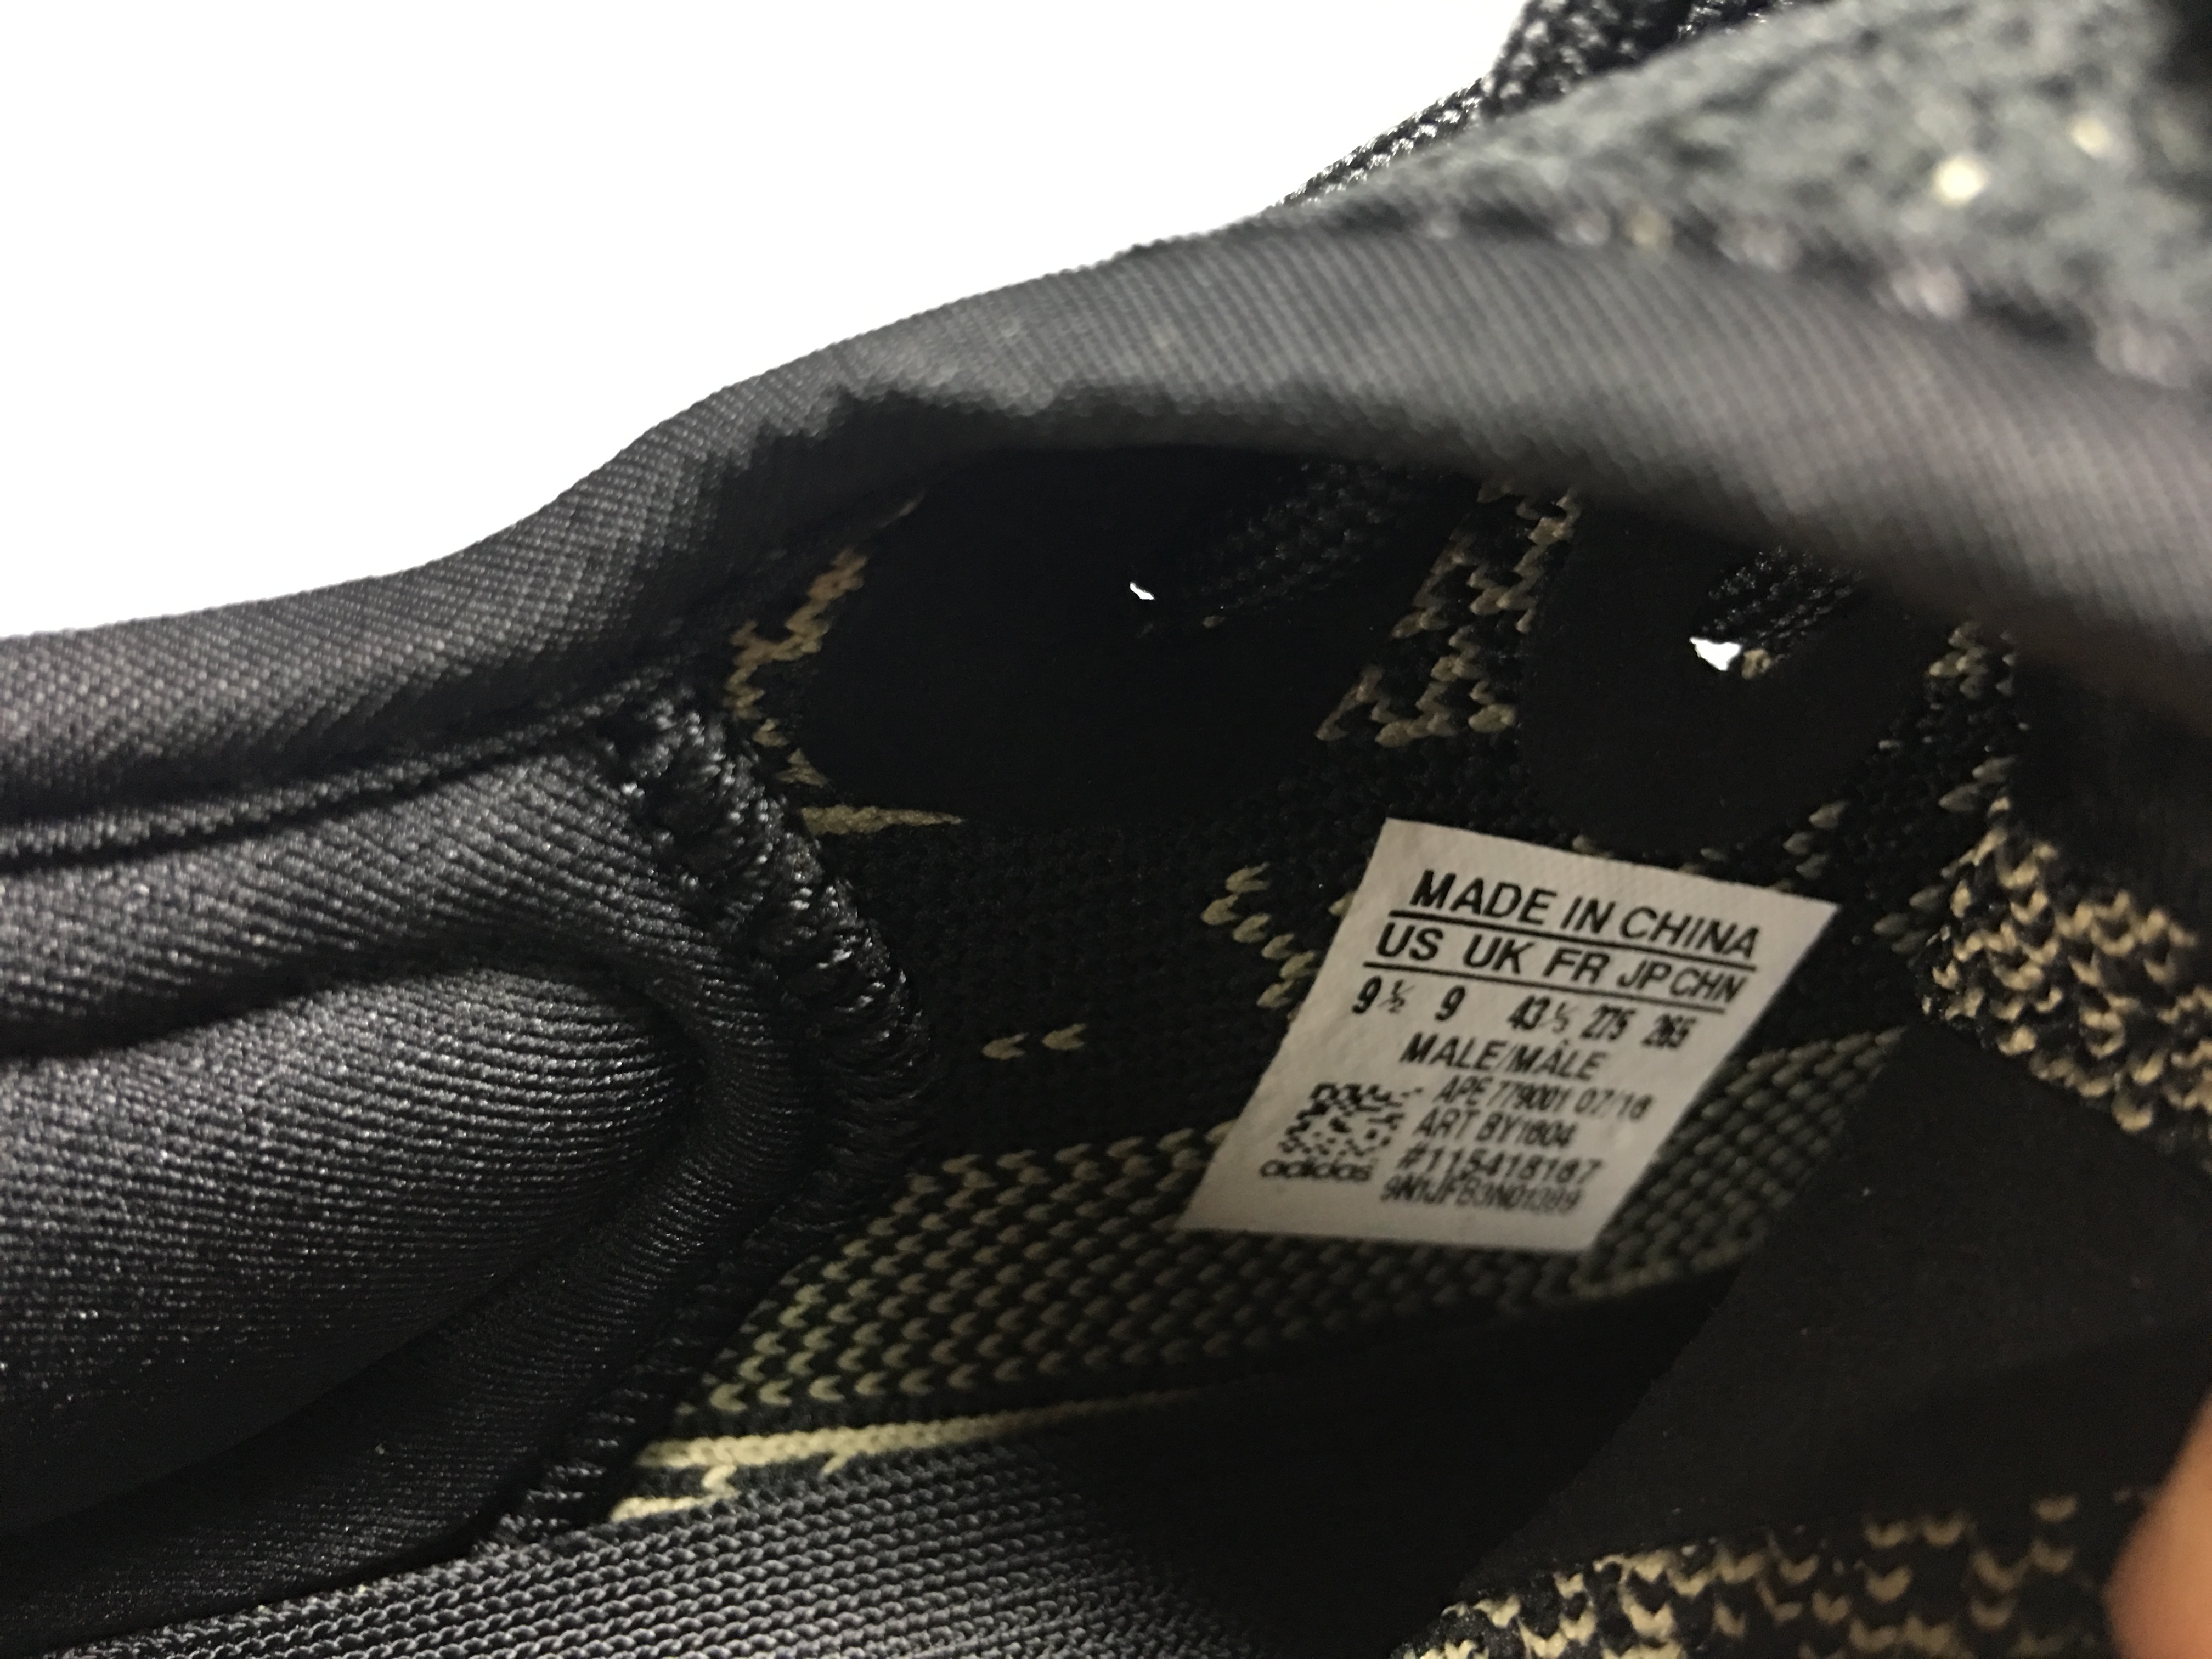 MADE IN CHINA
US UK FR JP CHN
9½ 9 43⅓ 275 265
MALE/MÂLE
APE 779001 07/16
ART BY1604
#115418167
adidas